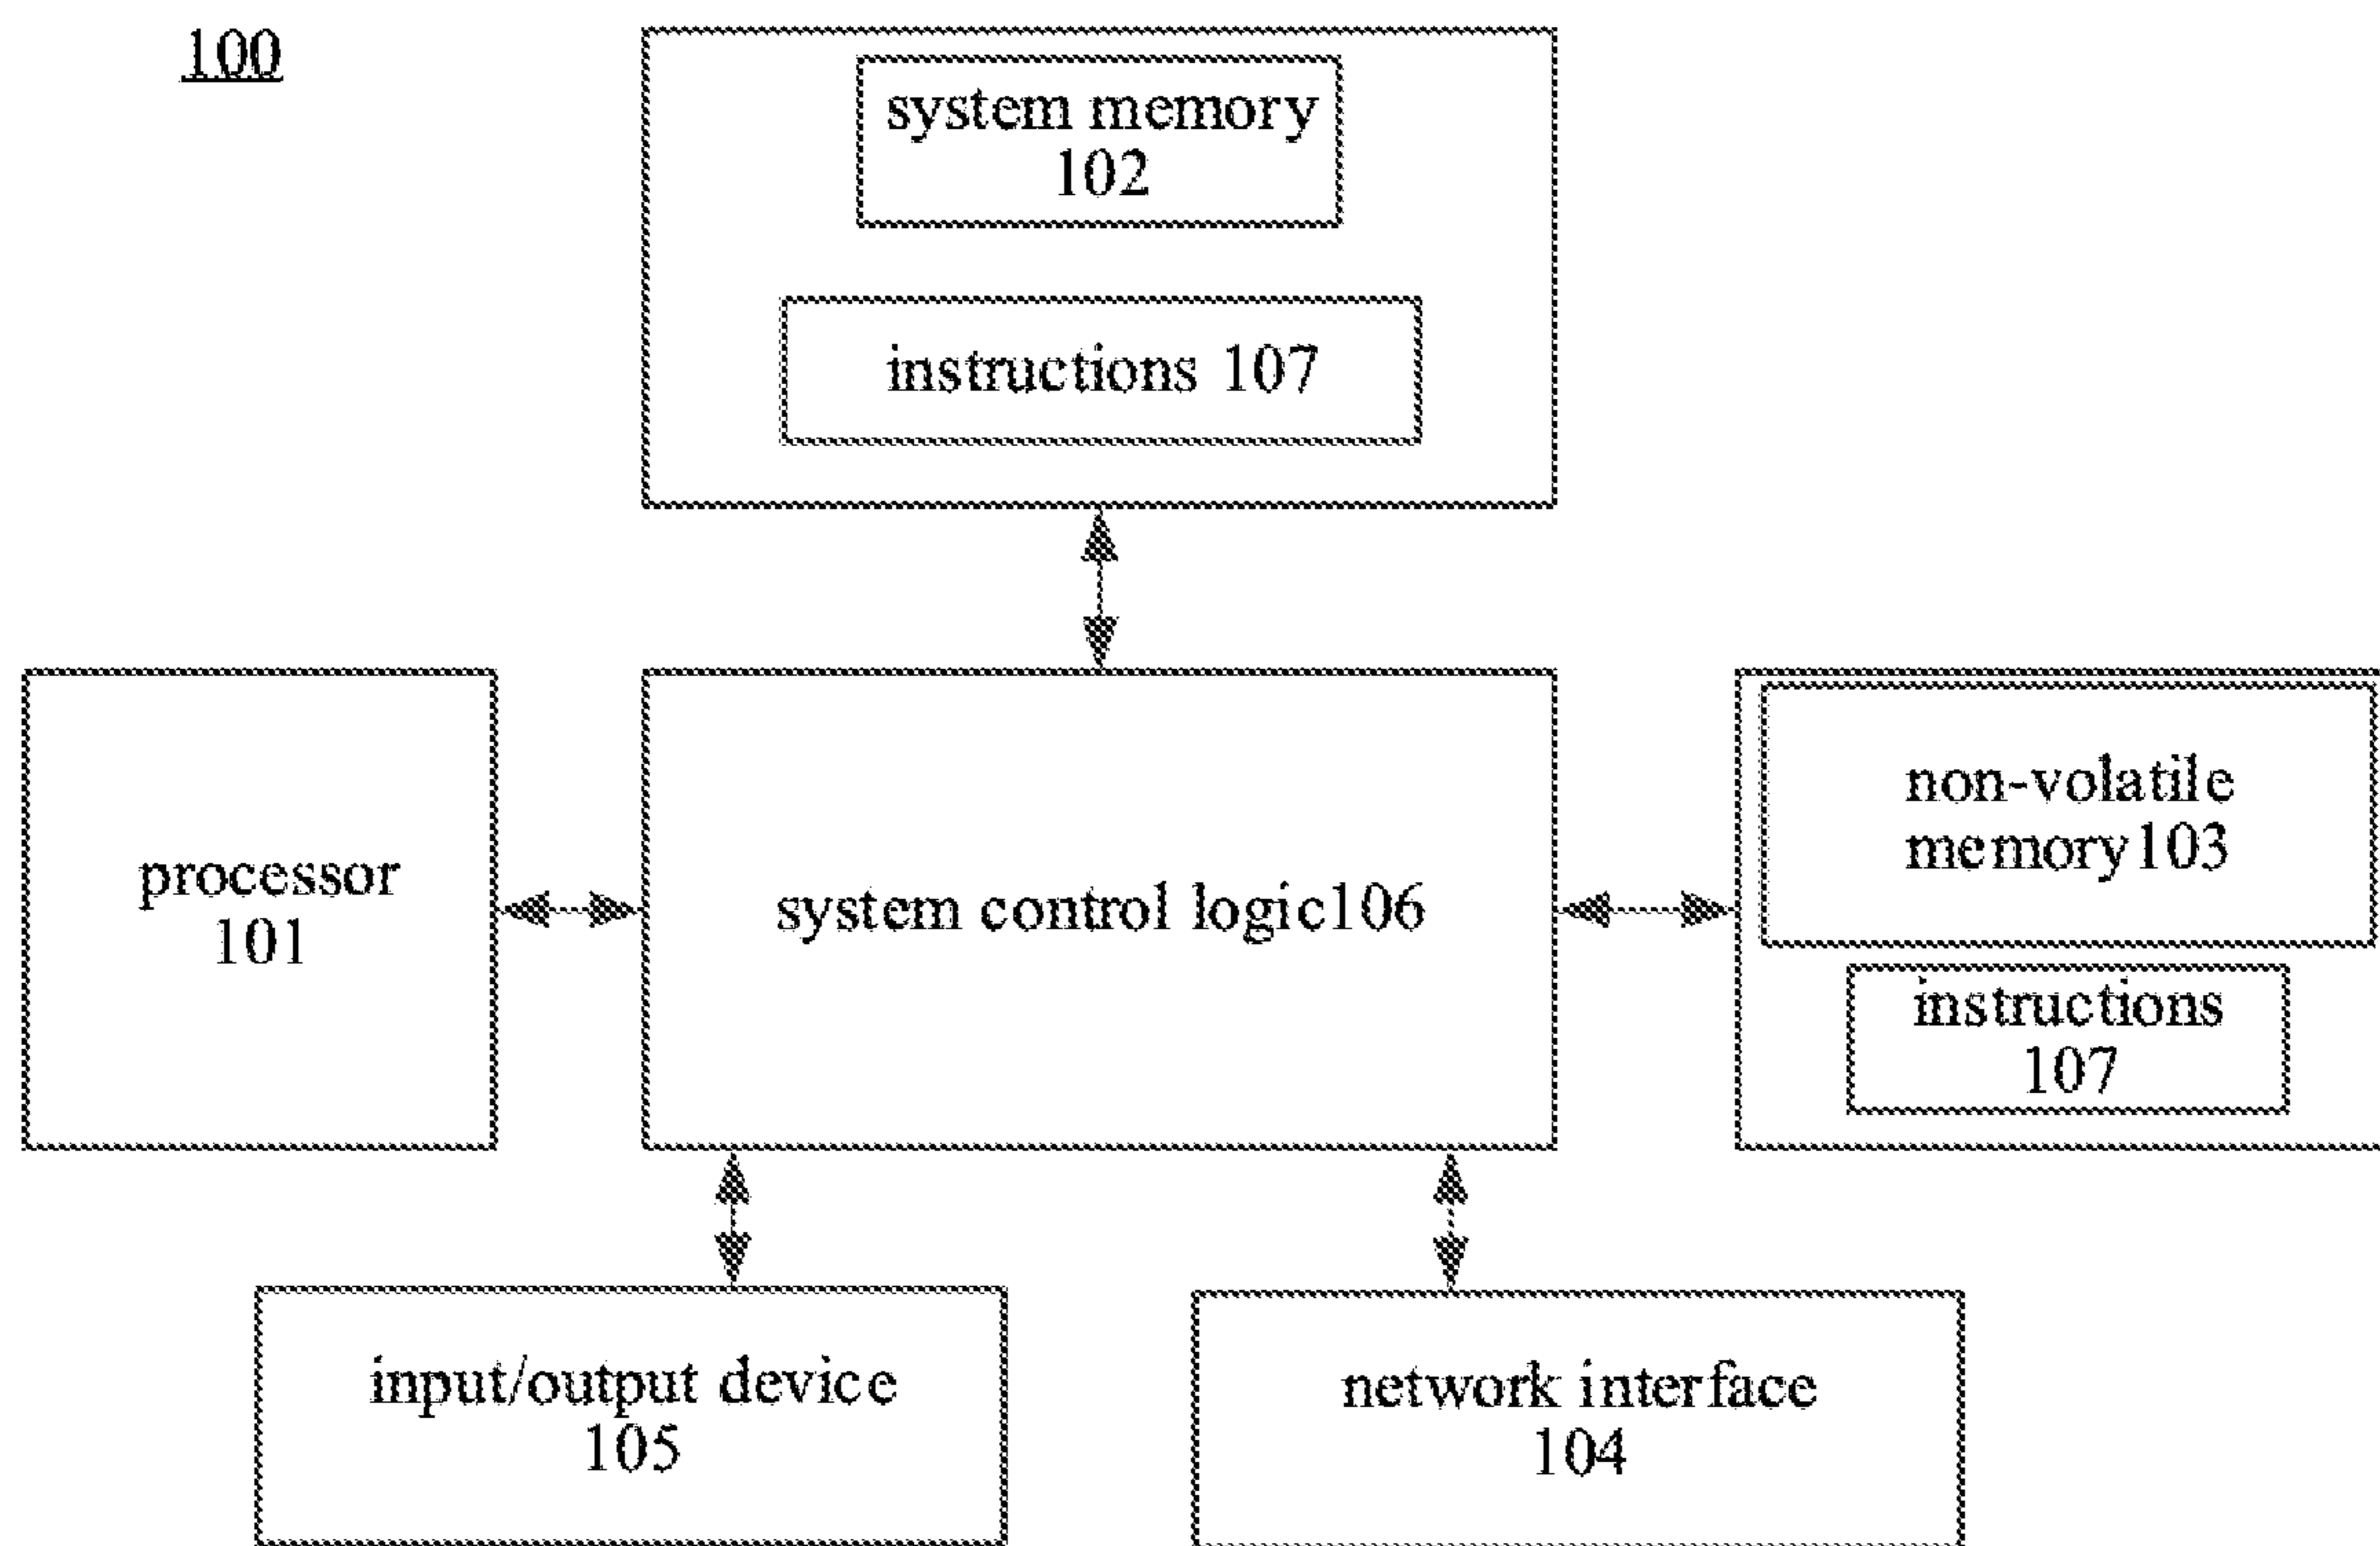 100
system memory
102
instructions 107
processor
101
system control logic106
non-volatile
memory103
instructions
107
input/output device
105
network interface
104